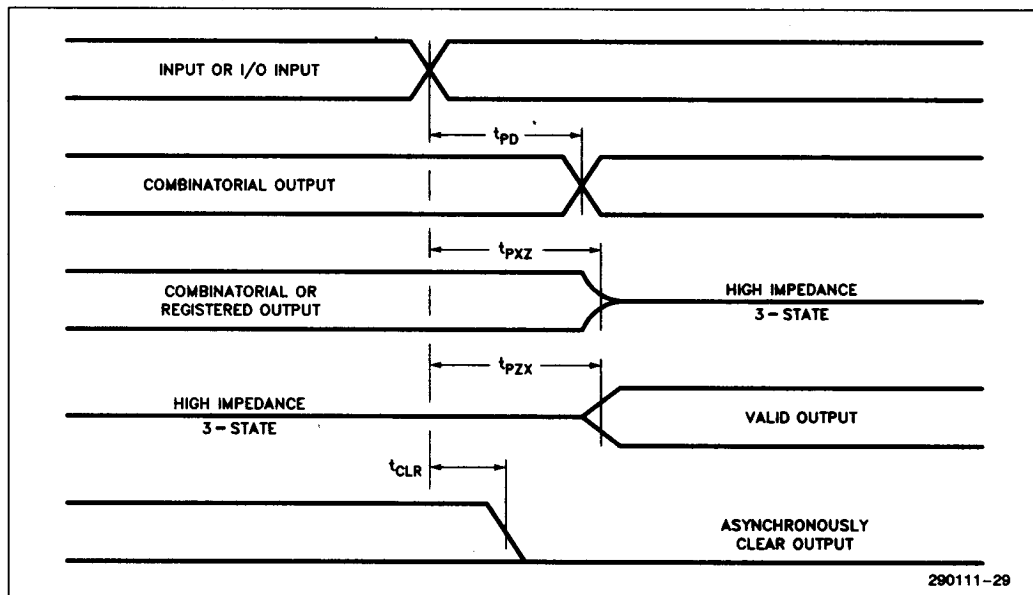 INPUT OR I/O INPUT
tPD
COMBINATORIAL OUTPUT
tPXZ
COMBINATORIAL OR
REGISTERED OUTPUT
HIGH IMPEDANCE
3-STATE
tPZX
HIGH IMPEDANCE
3-STATE
VALID OUTPUT
tCLR
ASYNCHRONOUSLY
CLEAR OUTPUT
290111-29